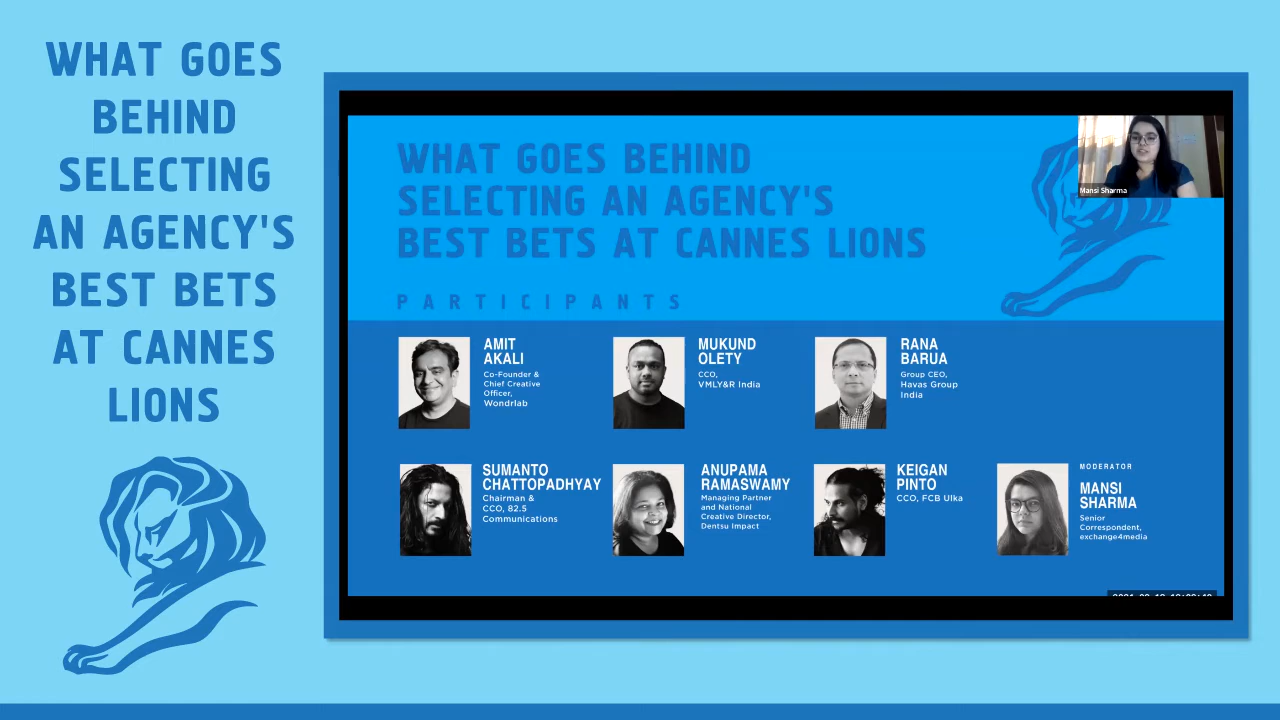 WHAT GOES
BEHIND
SELECTING
AN AGENCY'S
BEST BETS
AT CANNES
LIONS
WHAT GOES BEHIND
SELECTING AN AGENCY'S
BEST BETS AT CANNES LIONS
Mansi Sharma
PARTICIPANTS
AMIT
AKALI
Co-Founder &
Chief Creative
Officer,
Wondrlab
MUKUND
OLETY
CCO,
VMLY&R India
RANA
BARUA
Group CEO,
Havas Group
India
SUMANTO
CHATTOPADHYAY
Chairman &
CCO, 82.5
Communications
ANUPAMA
RAMASWAMY
Managing Partner
and National
Creative Director,
Dentsu Impact
KEIGAN
PINTO
CCO, FCB Ulka
MODERATOR
MANSI
SHARMA
Senior
Correspondent,
exchange4media